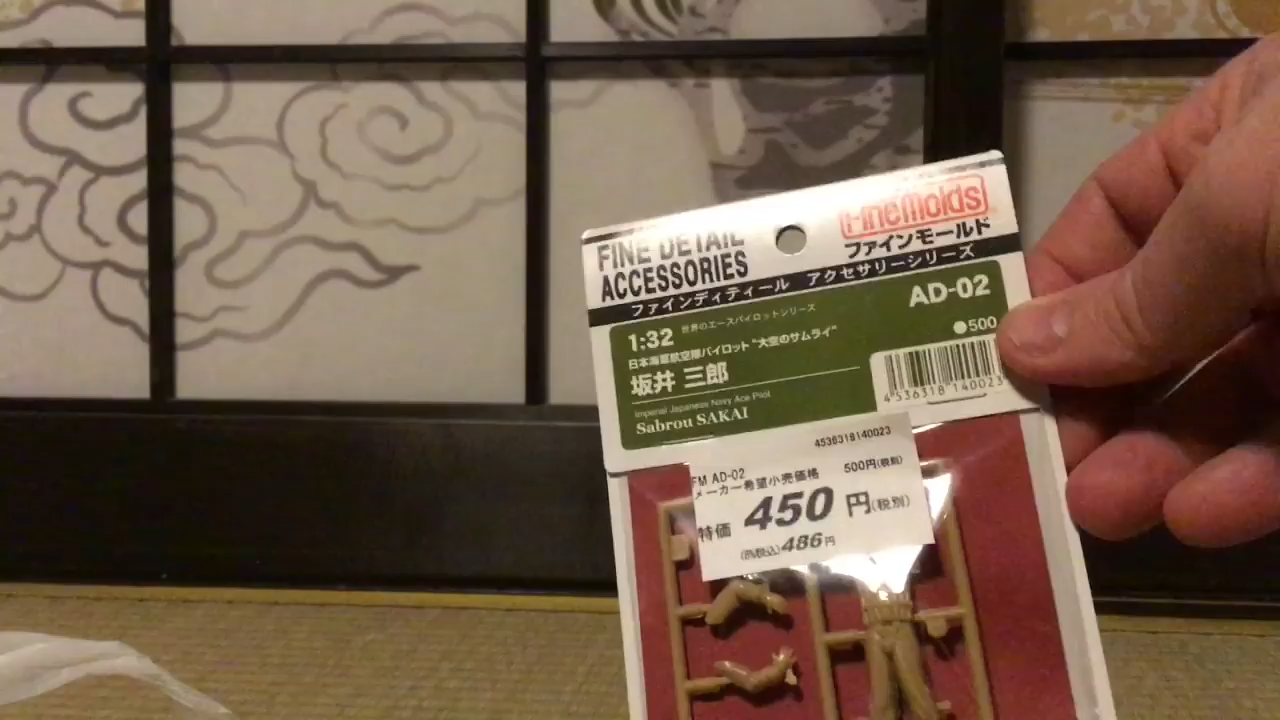 FINE DETAIL
ACCESSORIES
FineMolds
ファインモールド
ファインディティール アクセサリーシリーズ
AD-02
1:32 世界のエースパイロットシリーズ
●500
日本海軍航空隊パイロット "大空のサムライ"
坂井 三郎
Imperial Japanese Navy Ace Pilot
Sabrou SAKAI
4 536318 140023
4536318140023
FM AD-02
メーカー希望小売価格 500円(税別)
特価 450 円(税別)
(8%税込)486円